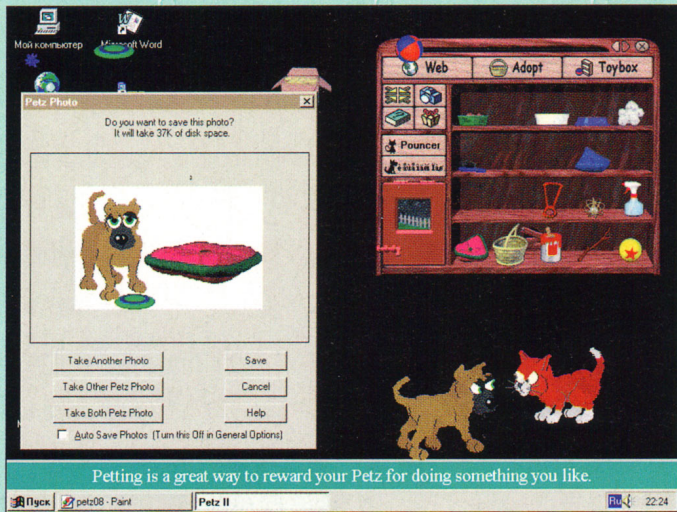 Мой компьютер
Microsoft Word
Petz Photo
Do you want to save this photo?
It will take 37K of disk space.
Take Another Photo
Save
Take Other Petz Photo
Cancel
Take Both Petz Photo
Help
Auto Save Photos (Turn this Off in General Options)
Web
Adopt
Toybox
Pouncer
Petting is a great way to reward your Petz for doing something you like.
Пуск
petz08 - Paint
Petz II
Ru
22:24